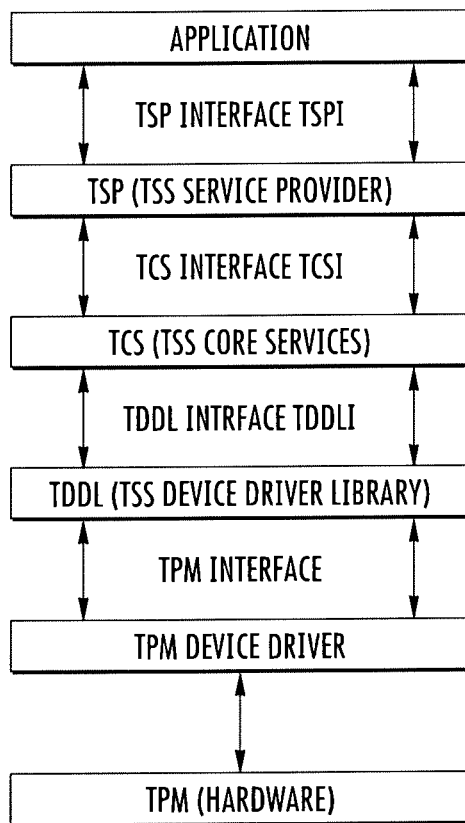 APPLICATION
TSP INTERFACE TSPI
TSP (TSS SERVICE PROVIDER)
TCS INTERFACE TCSI
TCS (TSS CORE SERVICES)
TDDL INTRFACE TDDLI
TDDL (TSS DEVICE DRIVER LIBRARY)
TPM INTERFACE
TPM DEVICE DRIVER
TPM (HARDWARE)